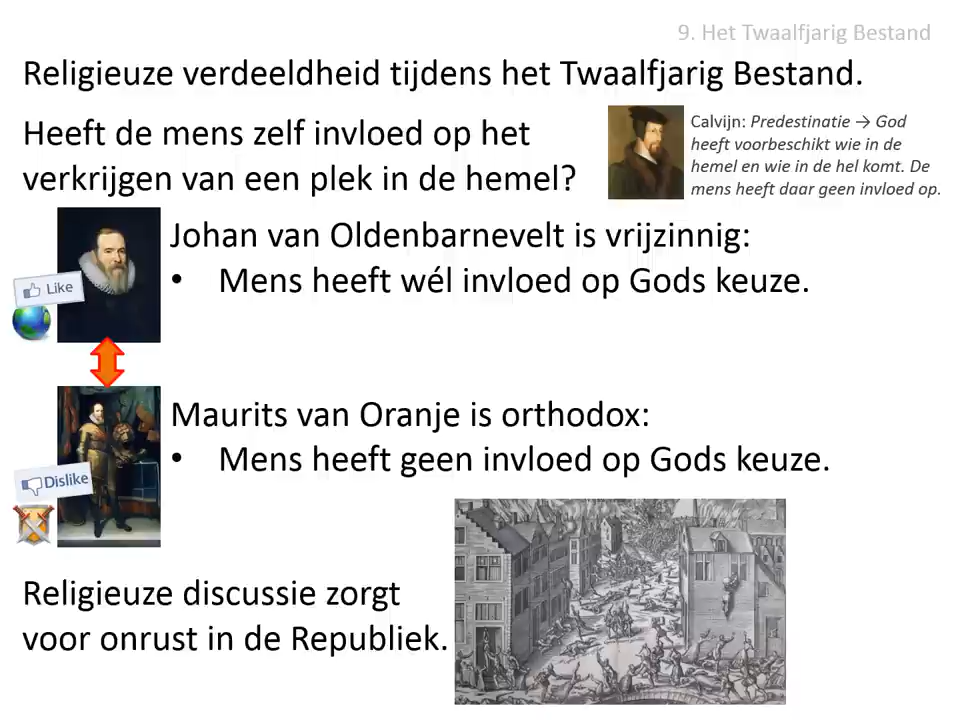 9. Het Twaalfjarig Bestand
Religieuze verdeeldheid tijdens het Twaalfjarig Bestand.
Heeft de mens zelf invloed op het
verkrijgen van een plek in de hemel?
Calvijn: Predestinatie → God
heeft voorbeschikt wie in de
hemel en wie in de hel komt. De
mens heeft daar geen invloed op.
Johan van Oldenbarnevelt is vrijzinnig:
• Mens heeft wél invloed op Gods keuze.
Like
Maurits van Oranje is orthodox:
• Mens heeft geen invloed op Gods keuze.
Dislike
Religieuze discussie zorgt
voor onrust in de Republiek.